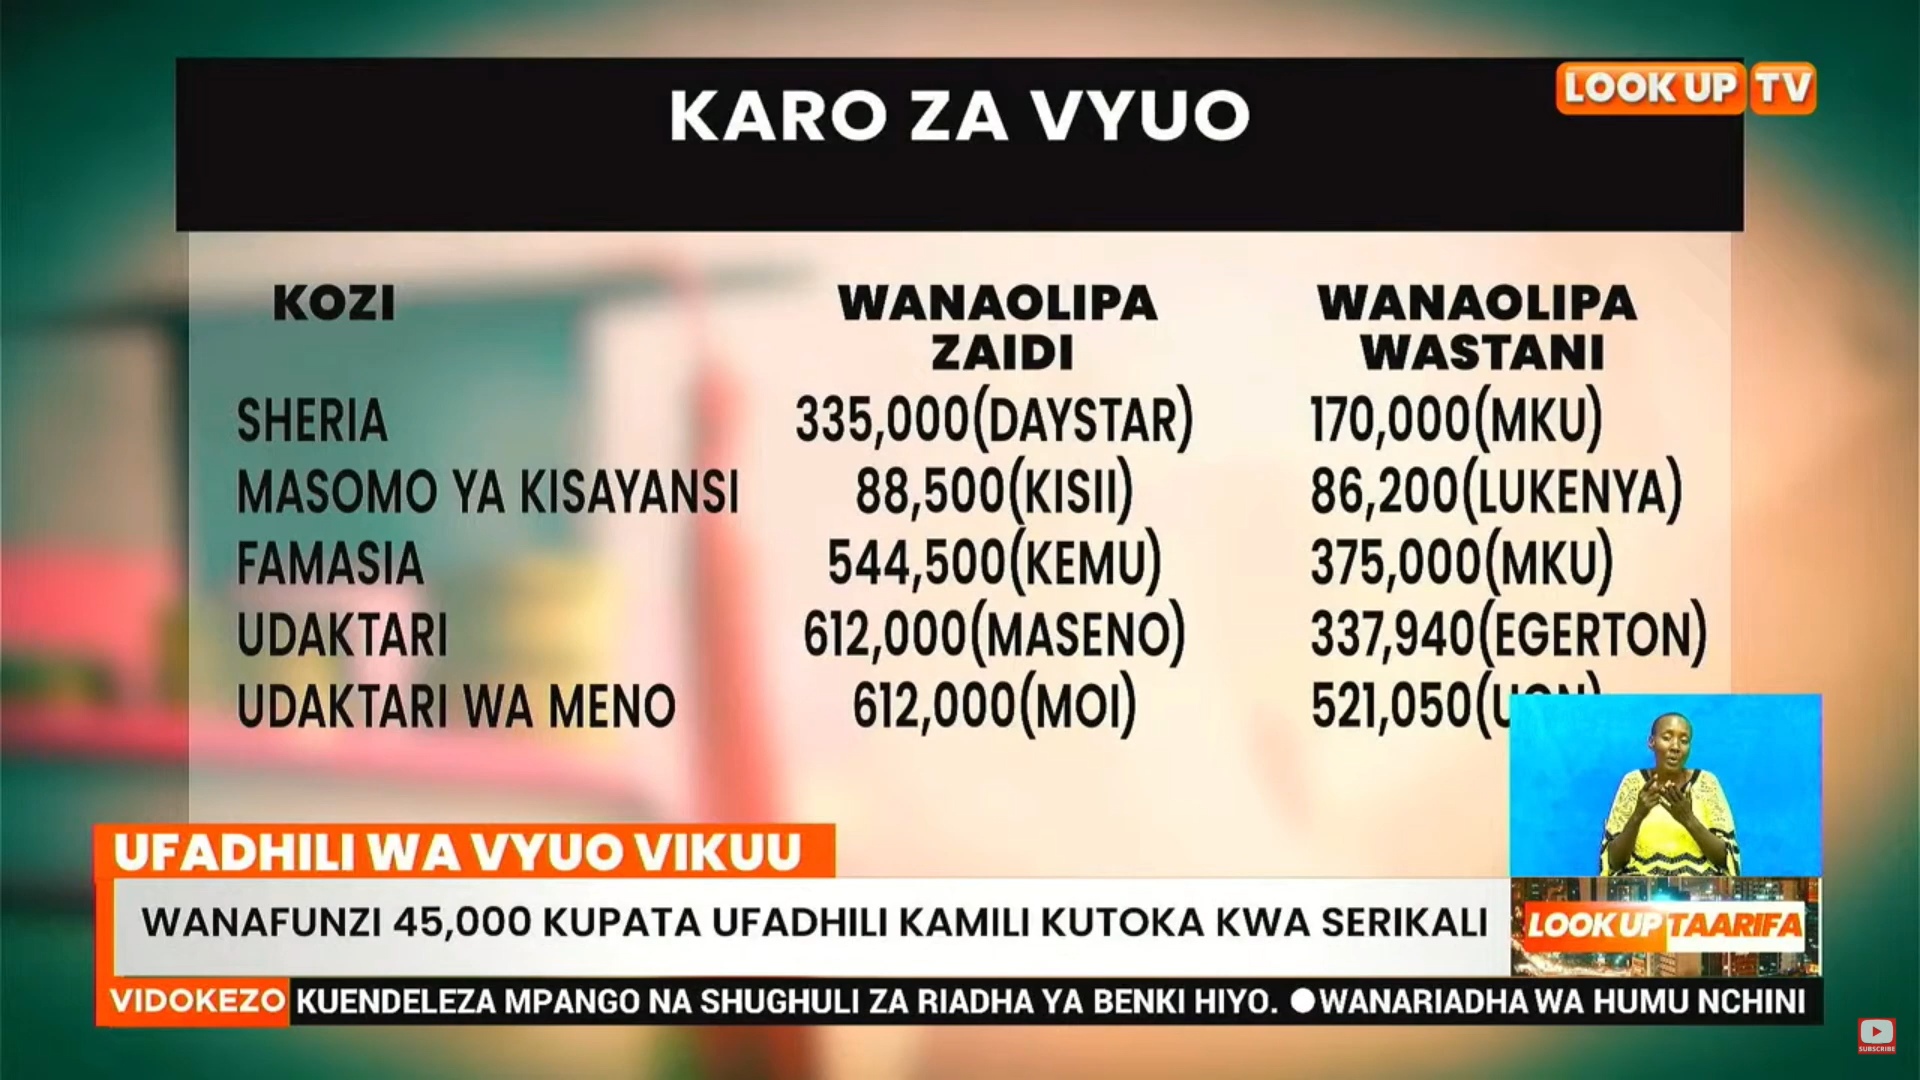 LOOK UP TV
KARO ZA VYUO
KOZI WANAOLIPA ZAIDI WANAOLIPA WASTANI
SHERIA 335,000(DAYSTAR) 170,000(MKU)
MASOMO YA KISAYANSI 88,500(KISII) 86,200(LUKENYA)
FAMASIA 544,500(KEMU) 375,000(MKU)
UDAKTARI 612,000(MASENO) 337,940(EGERTON)
UDAKTARI WA MENO 612,000(MOI) 521,050
UFADHILI WA VYUO VIKUU
WANAFUNZI 45,000 KUPATA UFADHILI KAMILI KUTOKA KWA SERIKALI
LOOK UP TAARIFA
VIDOKEZO KUENDELEZA MPANGO NA SHUGHULI ZA RIADHA YA BENKI HIYO. ●WANARIADHA WA HUMU NCHINI
SUBSCRIBE